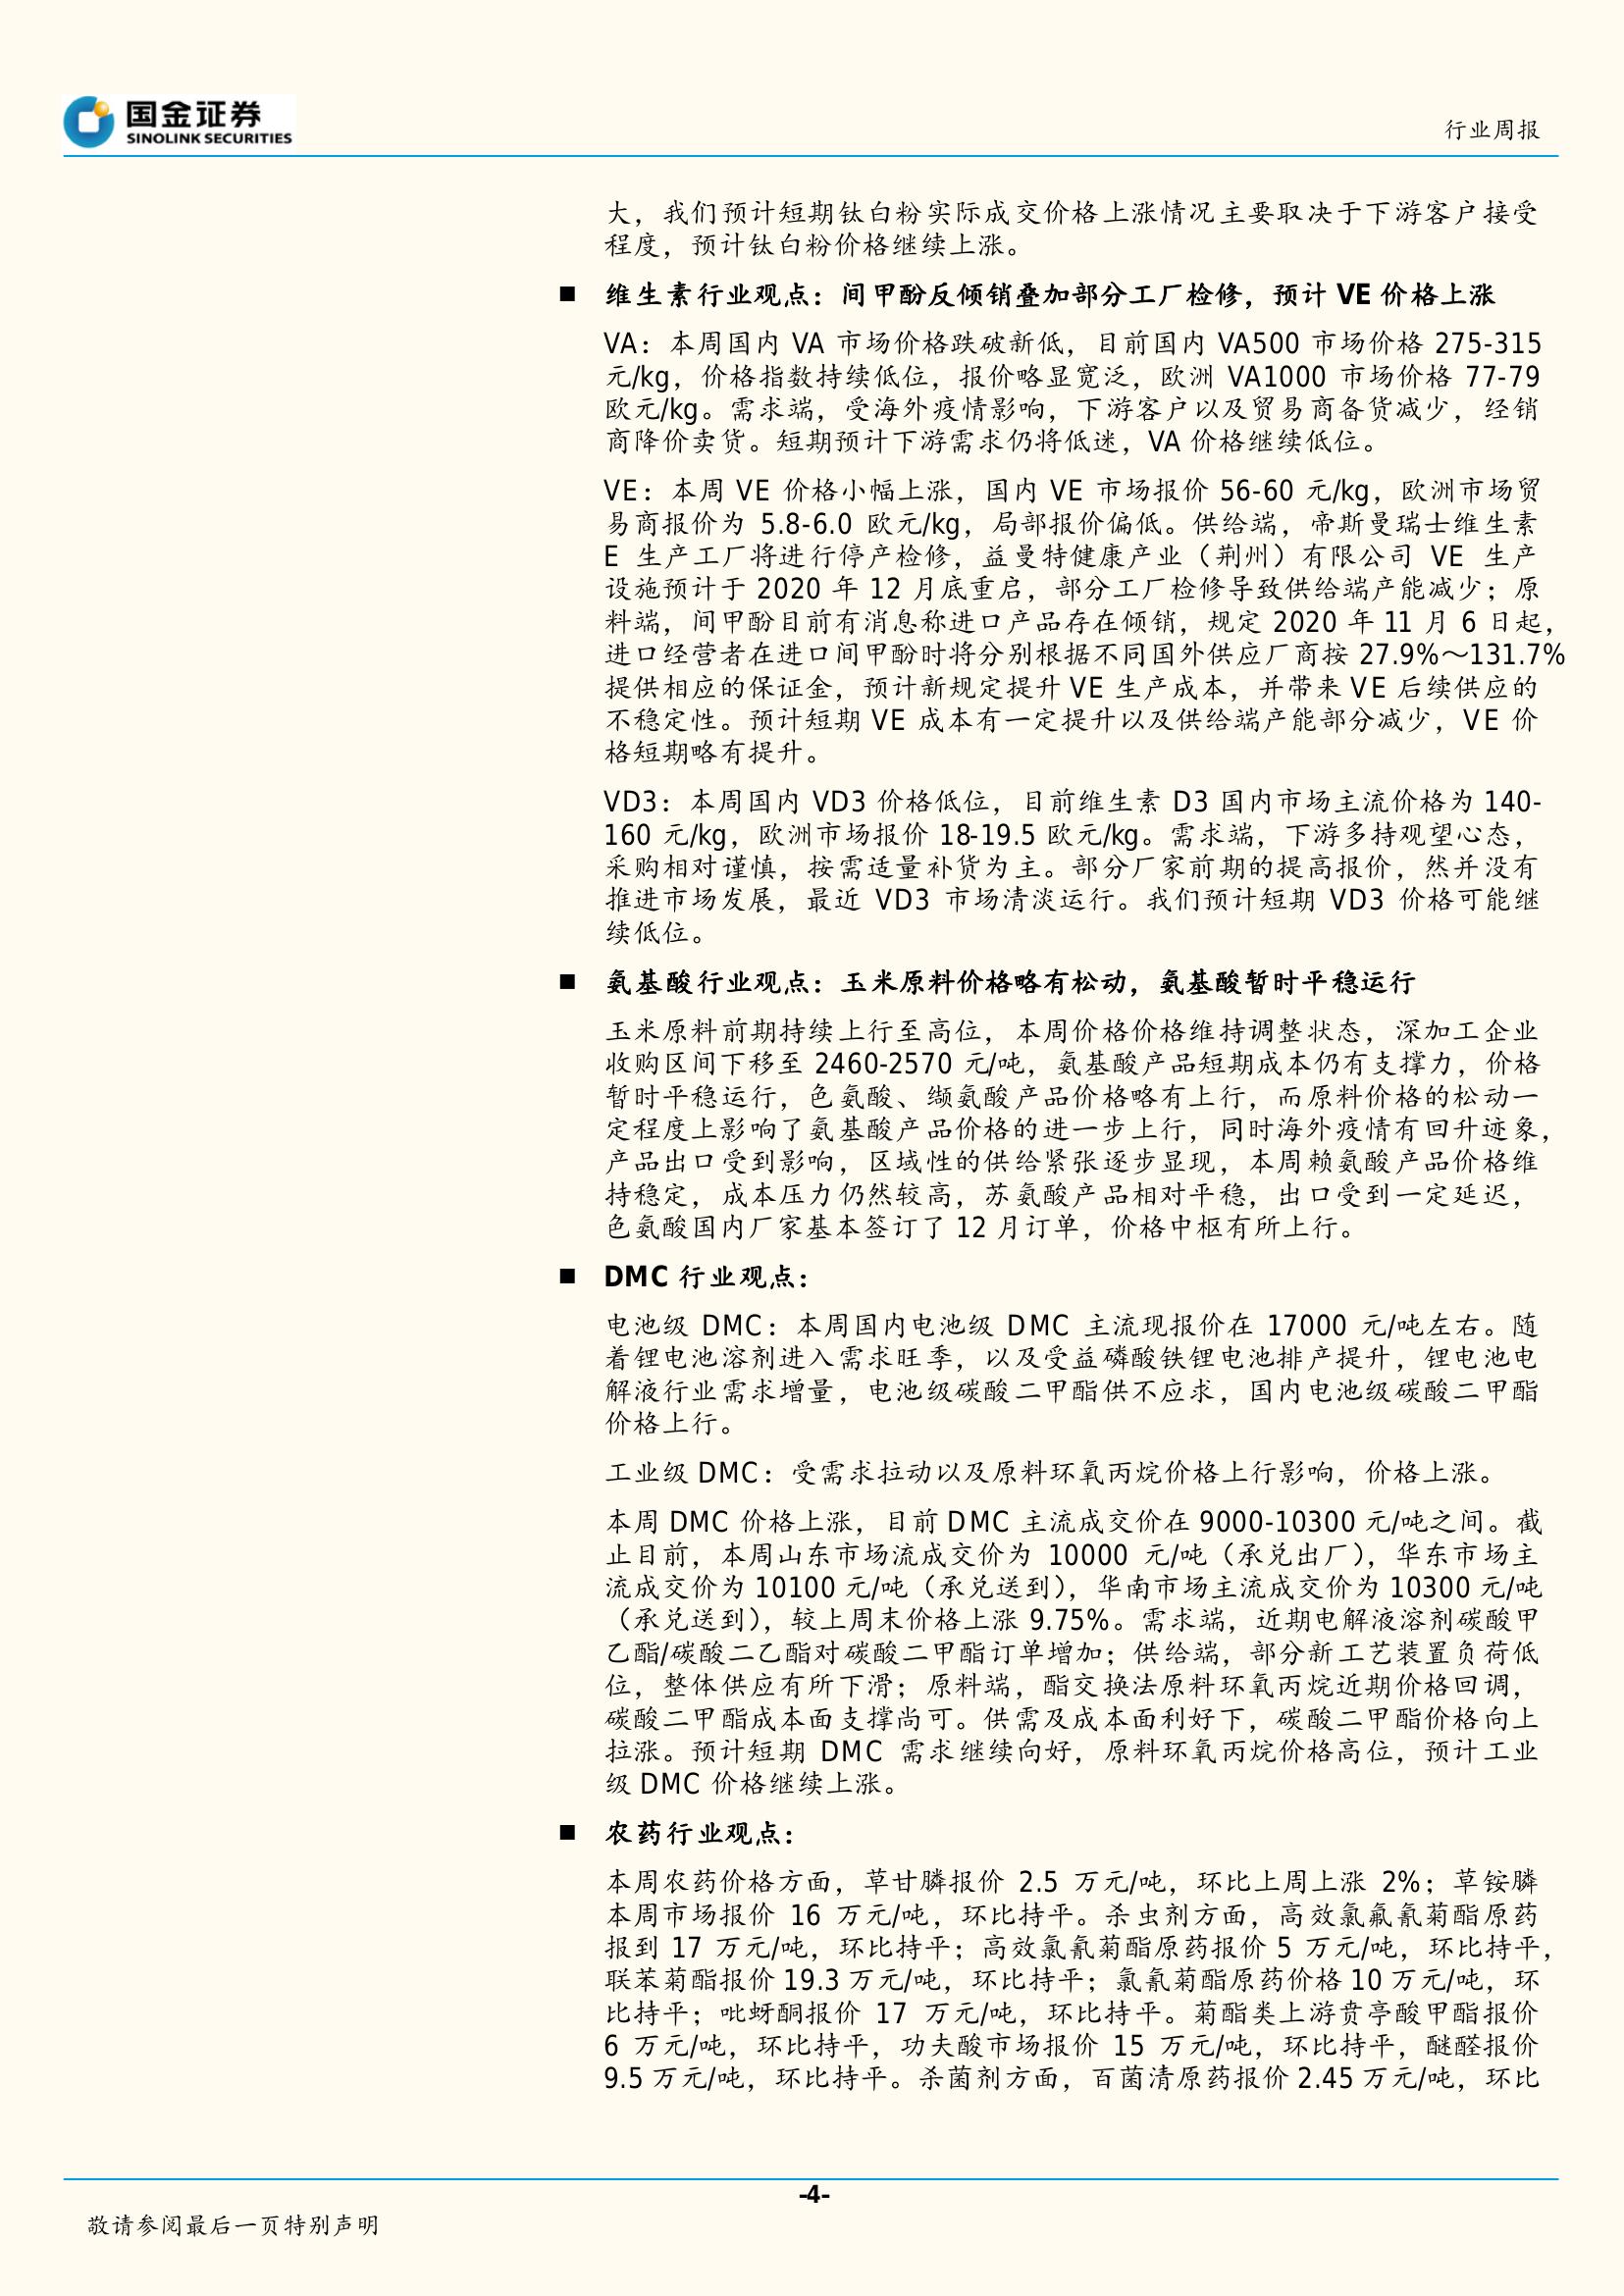 国金证券
SINOLINK SECURITIES
行业周报
大，我们预计短期钛白粉实际成交价格上涨情况主要取决于下游客户接受
程度，预计钛白粉价格继续上涨。
■ 维生素行业观点：间甲酚反倾销叠加部分工厂检修，预计 VE 价格上涨
VA：本周国内 VA 市场价格跌破新低，目前国内 VA500 市场价格 275-315
元/kg，价格指数持续低位，报价略显宽泛，欧洲 VA1000 市场价格 77-79
欧元/kg。需求端，受海外疫情影响，下游客户以及贸易商备货减少，经销
商降价卖货。短期预计下游需求仍将低迷，VA 价格继续低位。
VE：本周 VE 价格小幅上涨，国内 VE 市场报价 56-60 元/kg，欧洲市场贸
易商报价为 5.8-6.0 欧元/kg，局部报价偏低。供给端，帝斯曼瑞士维生素
E 生产工厂将进行停产检修，益曼特健康产业（荆州）有限公司 VE 生产
设施预计于 2020 年 12 月底重启，部分工厂检修导致供给端产能减少；原
料端，间甲酚目前有消息称进口产品存在倾销，规定 2020 年 11 月 6 日起，
进口经营者在进口间甲酚时将分别根据不同国外供应厂商按 27.9%～131.7%
提供相应的保证金，预计新规定提升 VE 生产成本，并带来 VE 后续供应的
不稳定性。预计短期 VE 成本有一定提升以及供给端产能部分减少，VE 价
格短期略有提升。
VD3：本周国内 VD3 价格低位，目前维生素 D3 国内市场主流价格为 140-
160 元/kg，欧洲市场报价 18-19.5 欧元/kg。需求端，下游多持观望心态，
采购相对谨慎，按需适量补货为主。部分厂家前期的提高报价，然并没有
推进市场发展，最近 VD3 市场清淡运行。我们预计短期 VD3 价格可能继
续低位。
■ 氨基酸行业观点：玉米原料价格略有松动，氨基酸暂时平稳运行
玉米原料前期持续上行至高位，本周价格价格维持调整状态，深加工企业
收购区间下移至 2460-2570 元/吨，氨基酸产品短期成本仍有支撑力，价格
暂时平稳运行，色氨酸、缬氨酸产品价格略有上行，而原料价格的松动一
定程度上影响了氨基酸产品价格的进一步上行，同时海外疫情有回升迹象，
产品出口受到影响，区域性的供给紧张逐步显现，本周赖氨酸产品价格维
持稳定，成本压力仍然较高，苏氨酸产品相对平稳，出口受到一定延迟，
色氨酸国内厂家基本签订了 12 月订单，价格中枢有所上行。
■ DMC 行业观点：
电池级 DMC：本周国内电池级 DMC 主流现报价在 17000 元/吨左右。随
着锂电池溶剂进入需求旺季，以及受益磷酸铁锂电池排产提升，锂电池电
解液行业需求增量，电池级碳酸二甲酯供不应求，国内电池级碳酸二甲酯
价格上行。
工业级 DMC：受需求拉动以及原料环氧丙烷价格上行影响，价格上涨。
本周 DMC 价格上涨，目前 DMC 主流成交价在 9000-10300 元/吨之间。截
止目前，本周山东市场流成交价为 10000 元/吨（承兑出厂），华东市场主
流成交价为 10100 元/吨（承兑送到），华南市场主流成交价为 10300 元/吨
（承兑送到），较上周末价格上涨 9.75%。需求端，近期电解液溶剂碳酸甲
乙酯/碳酸二乙酯对碳酸二甲酯订单增加；供给端，部分新工艺装置负荷低
位，整体供应有所下滑；原料端，酯交换法原料环氧丙烷近期价格回调，
碳酸二甲酯成本面支撑尚可。供需及成本面利好下，碳酸二甲酯价格向上
拉涨。预计短期 DMC 需求继续向好，原料环氧丙烷价格高位，预计工业
级 DMC 价格继续上涨。
■ 农药行业观点：
本周农药价格方面，草甘膦报价 2.5 万元/吨，环比上周上涨 2%；草铵膦
本周市场报价 16 万元/吨，环比持平。杀虫剂方面，高效氯氟氰菊酯原药
报到 17 万元/吨，环比持平；高效氯氰菊酯原药报价 5 万元/吨，环比持平，
联苯菊酯报价 19.3 万元/吨，环比持平；氯氰菊酯原药价格 10 万元/吨，环
比持平；吡蚜酮报价 17 万元/吨，环比持平。菊酯类上游贲亭酸甲酯报价
6 万元/吨，环比持平，功夫酸市场报价 15 万元/吨，环比持平，醚醛报价
9.5 万元/吨，环比持平。杀菌剂方面，百菌清原药报价 2.45 万元/吨，环比
-4-
敬请参阅最后一页特别声明